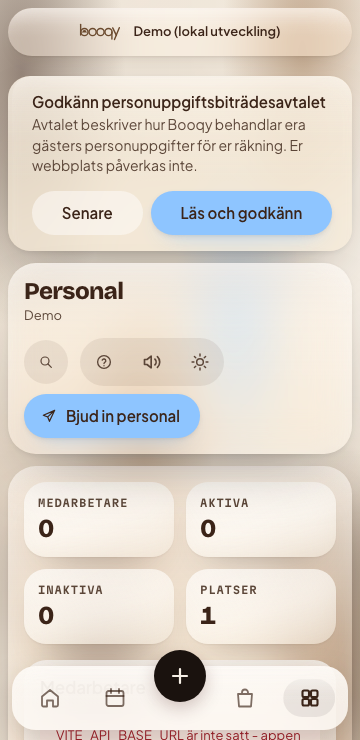 booqy Demo (lokal utveckling)
Godkänn personuppgiftsbiträdesavtalet
Avtalet beskriver hur Booqy behandlar era
gästers personuppgifter för er räkning. Er
webbplats påverkas inte.
Senare
Läs och godkänn
Personal
Demo
Bjud in personal
MEDARBETARE
0
AKTIVA
0
INAKTIVA
0
PLATSER
1
Medarbetare
VITE_API_BASE_URL är inte satt - appen